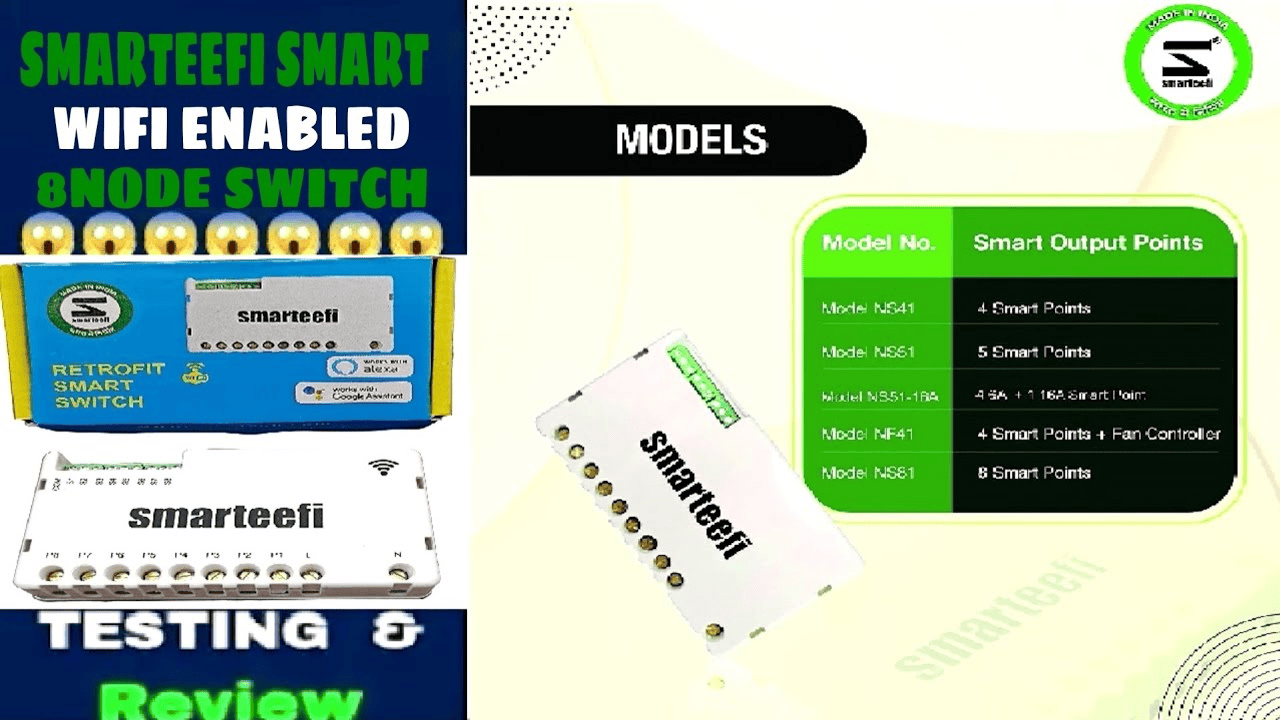 SMARTEEFI SMART
WIFI ENABLED
8NODE SWITCH
MADE IN INDIA
smarteefi
smarteefi
RETROFIT
SMART
SWITCH
WiFi
WORKS WITH
alexa
works with
Google Assistant
smarteefi
P8 P7 P6 P5 P4 P3 P2 P1 L N
TESTING &
Review
MADE IN INDIA
smarteefi
MODELS
Model No. Smart Output Points
Model NS41 4 Smart Points
Model NS51 5 Smart Points
Model NS51-16A 4 6A + 1 16A Smart Point
Model NF41 4 Smart Points + Fan Controller
Model NS81 8 Smart Points
smarteefi
smarteefi